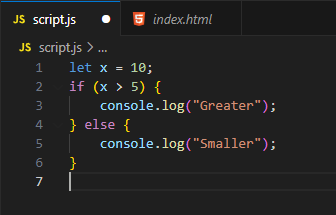 JS script.js ● index.html
JS script.js > ...
1 let x = 10;
2 if (x > 5) {
3     console.log("Greater");
4 } else {
5     console.log("Smaller");
6 }
7